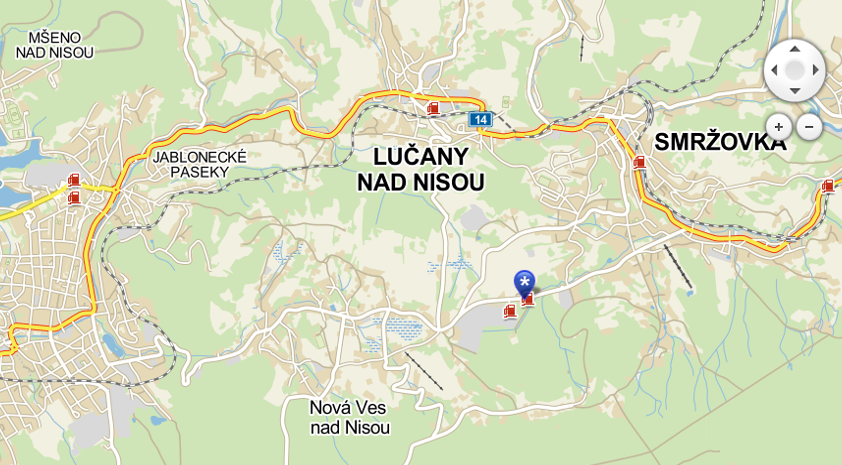 MŠENO
NAD NISOU
14
SMRŽOVKA
JABLONECKÉ
PASEKY
LUČANY
NAD NISOU
*
Nová Ves
nad Nisou